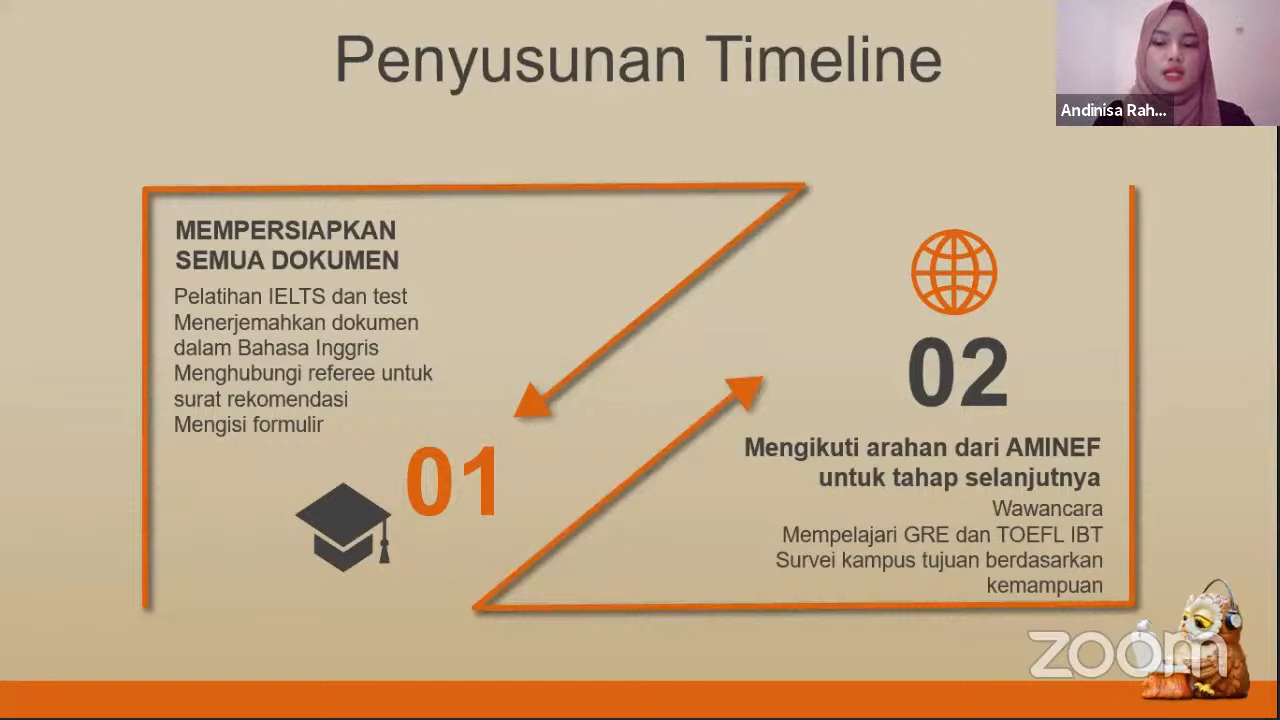 Penyusunan Timeline
Andinisa Rah...
MEMPERSIAPKAN
SEMUA DOKUMEN
Pelatihan IELTS dan test
Menerjemahkan dokumen
dalam Bahasa Inggris
Menghubungi referee untuk
surat rekomendasi
Mengisi formulir
01
02
Mengikuti arahan dari AMINEF
untuk tahap selanjutnya
Wawancara
Mempelajari GRE dan TOEFL IBT
Survei kampus tujuan berdasarkan
kemampuan
zoom